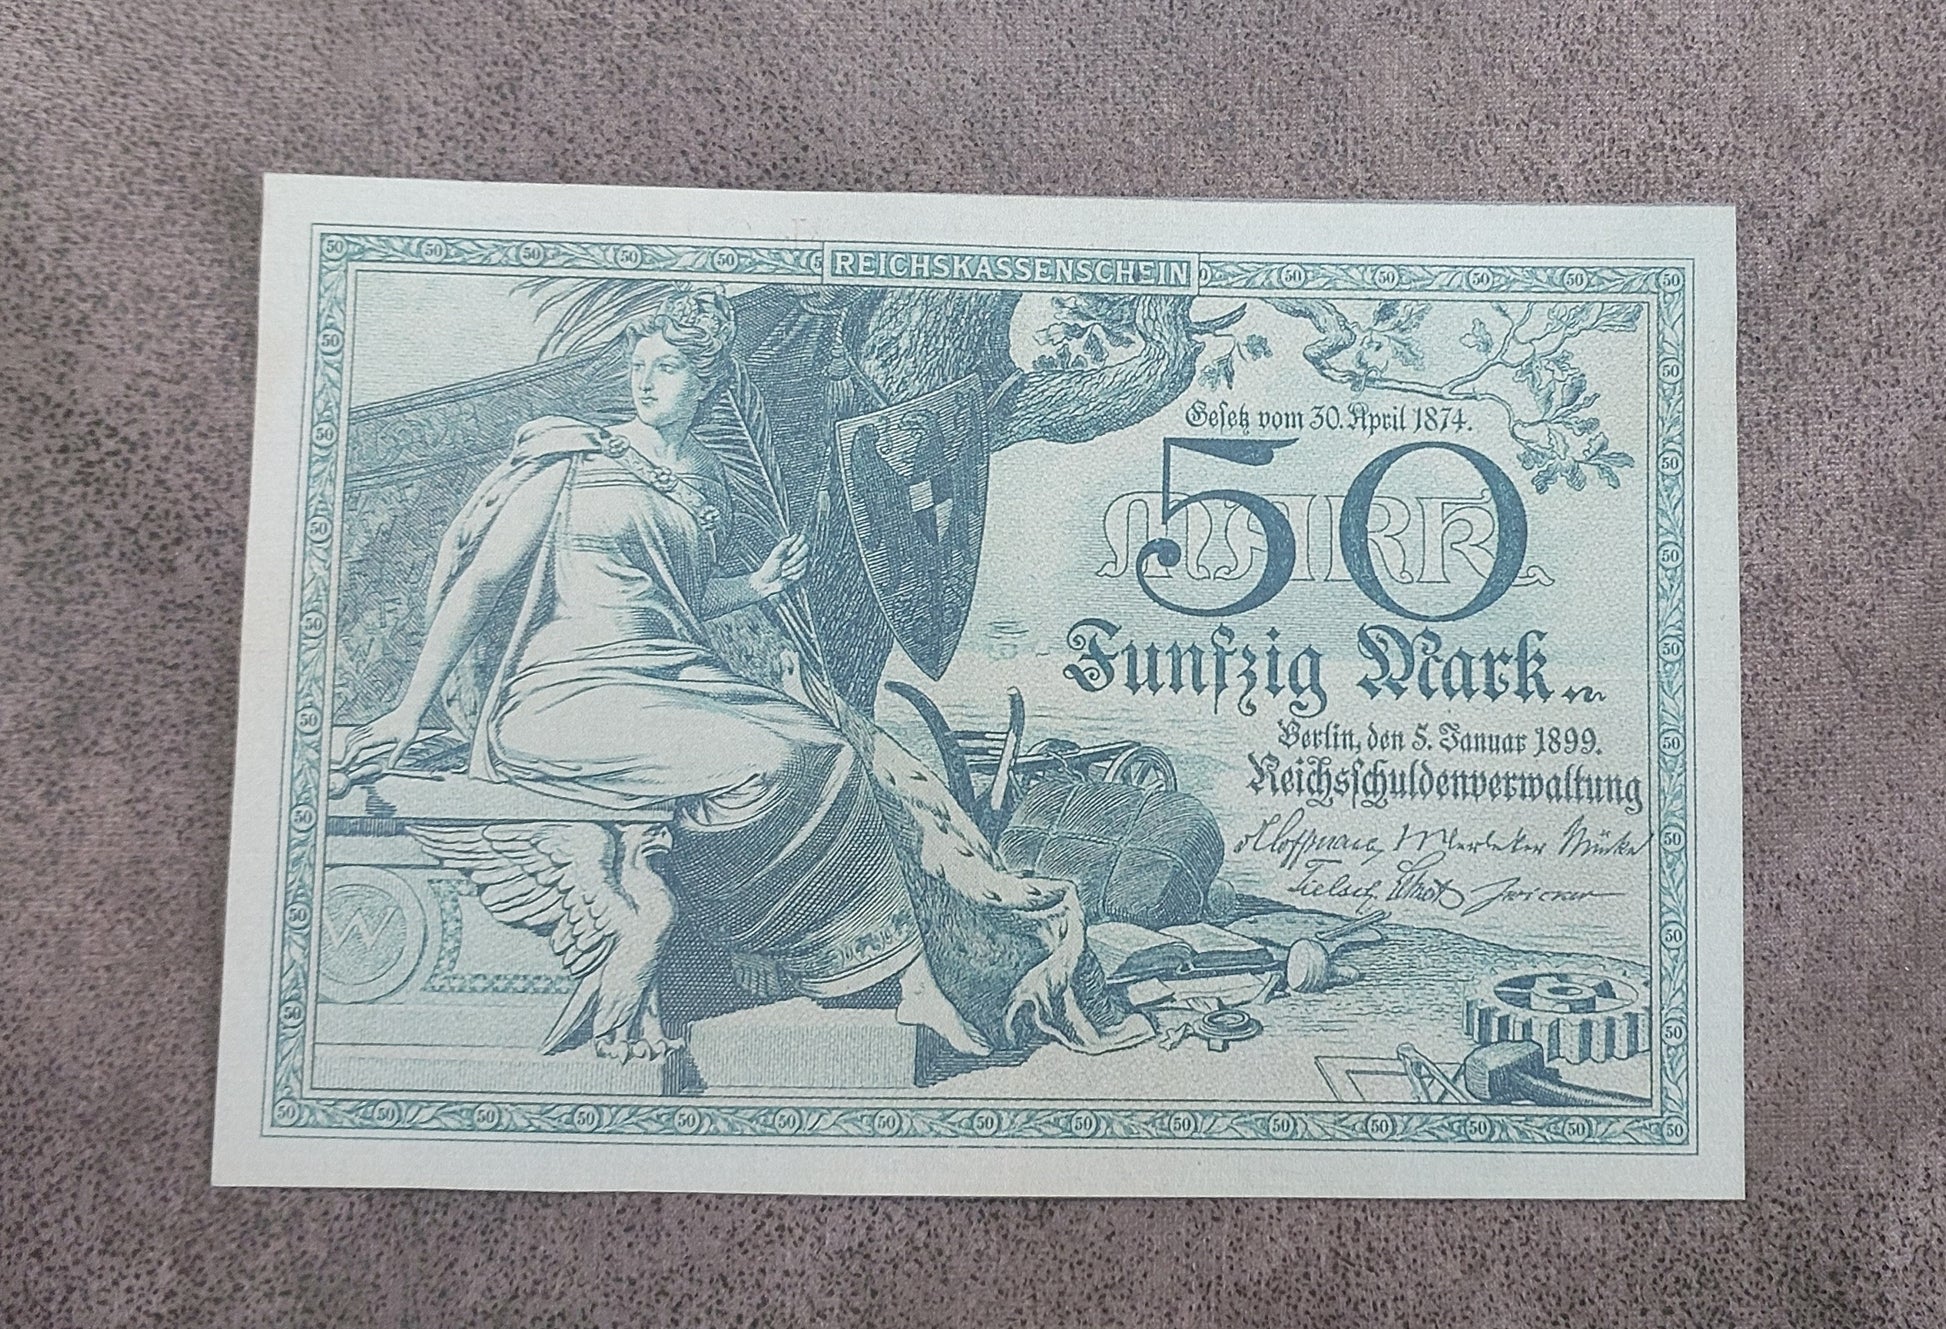 REICHSKASSENSCHEIN
Gesetz vom 30. April 1874.
50
MARK
Funfzig Mark
Berlin, den 5. Januar 1899.
Reichsschuldenverwaltung
W